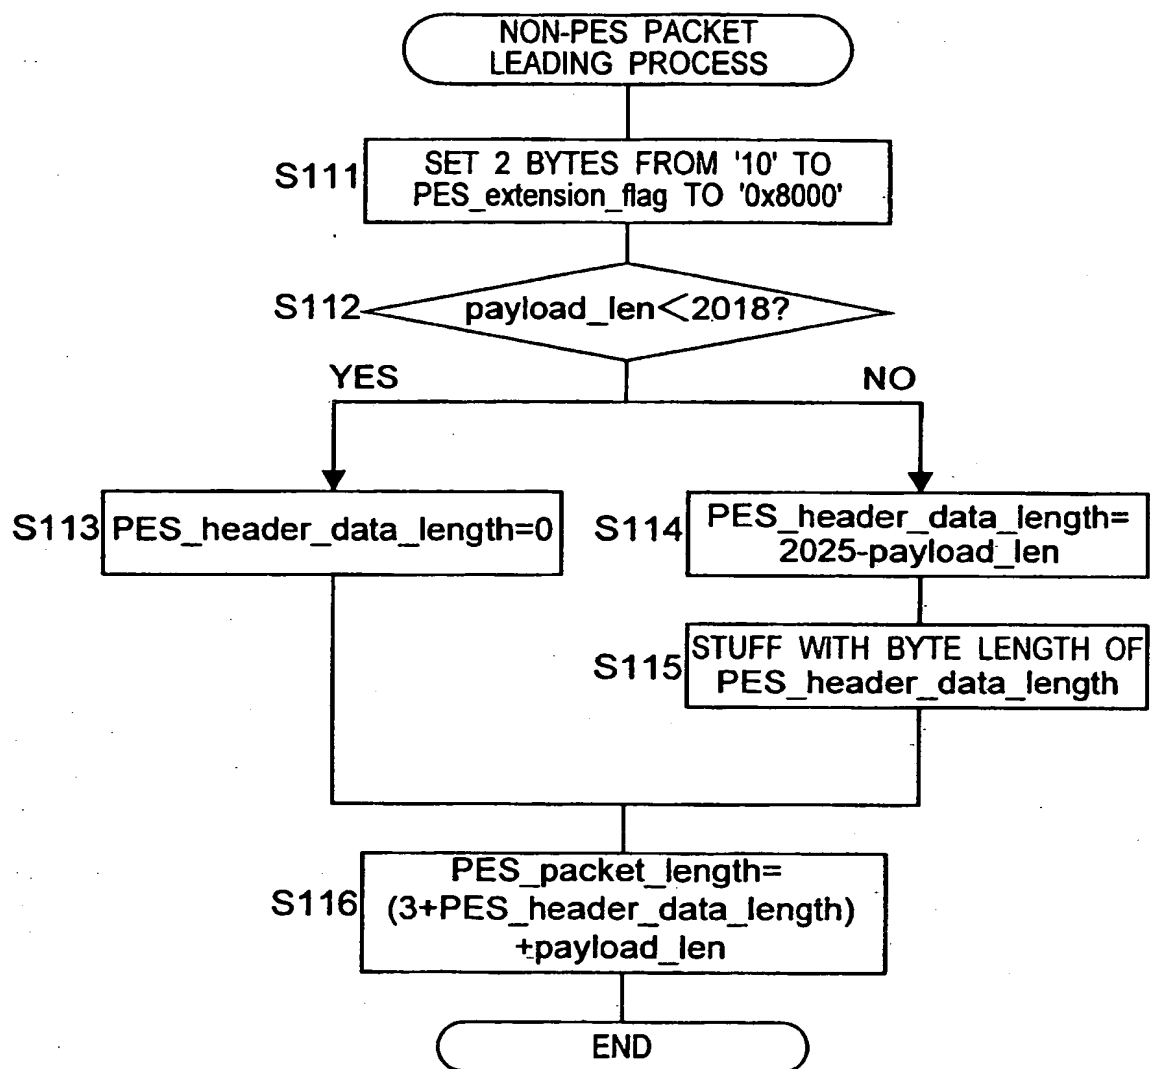 NON-PES PACKET
LEADING PROCESS
S111
SET 2 BYTES FROM '10' TO
PES_extension_flag TO '0x8000'
S112
payload_len<2018?
YES
NO
S113
PES_header_data_length=0
S114
PES_header_data_length=
2025-payload_len
S115
STUFF WITH BYTE LENGTH OF
PES_header_data_length
S116
PES_packet_length=
(3+PES_header_data_length)
+payload_len
END